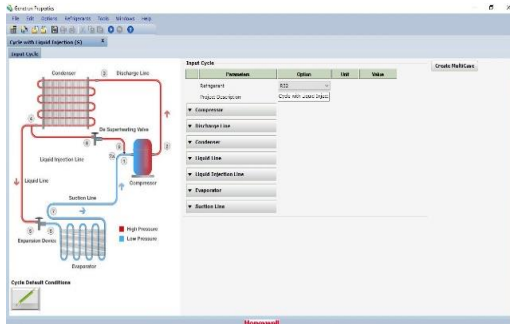 Genetron Properties
File Edit Options Refrigerants Tools Windows Help
Cycle with Liquid Injection (S)
Input Cycle
Input Cycle
Create MultiCase
Parameters Option Unit Value
Refrigerant R22
Project Description Cycle with Liquid Inject
Compressor
Discharge Line
Condenser
Liquid Line
Liquid Injection Line
Evaporator
Suction Line
Condenser
Discharge Line
De Superheating Valve
Liquid Injection Line
Liquid Line
Compressor
Suction Line
Expansion Device
High Pressure
Low Pressure
Evaporator
Cycle Default Conditions
Honeywell